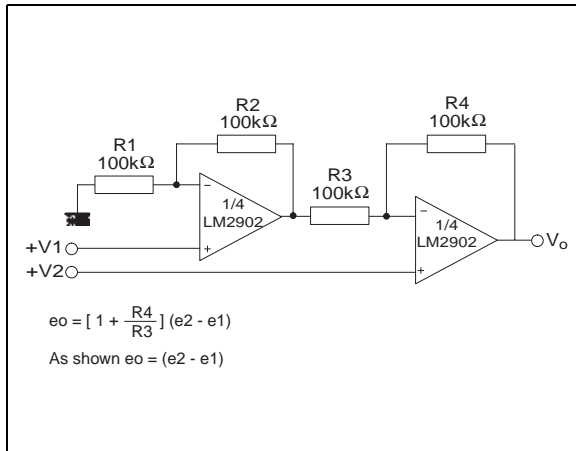 R2
100kΩ
R4
100kΩ
R1
100kΩ
R3
100kΩ
1/4
LM2902
1/4
LM2902
+V1
+V2
Vo
eo = [ 1 + R4/R3 ] (e2 - e1)
As shown eo = (e2 - e1)